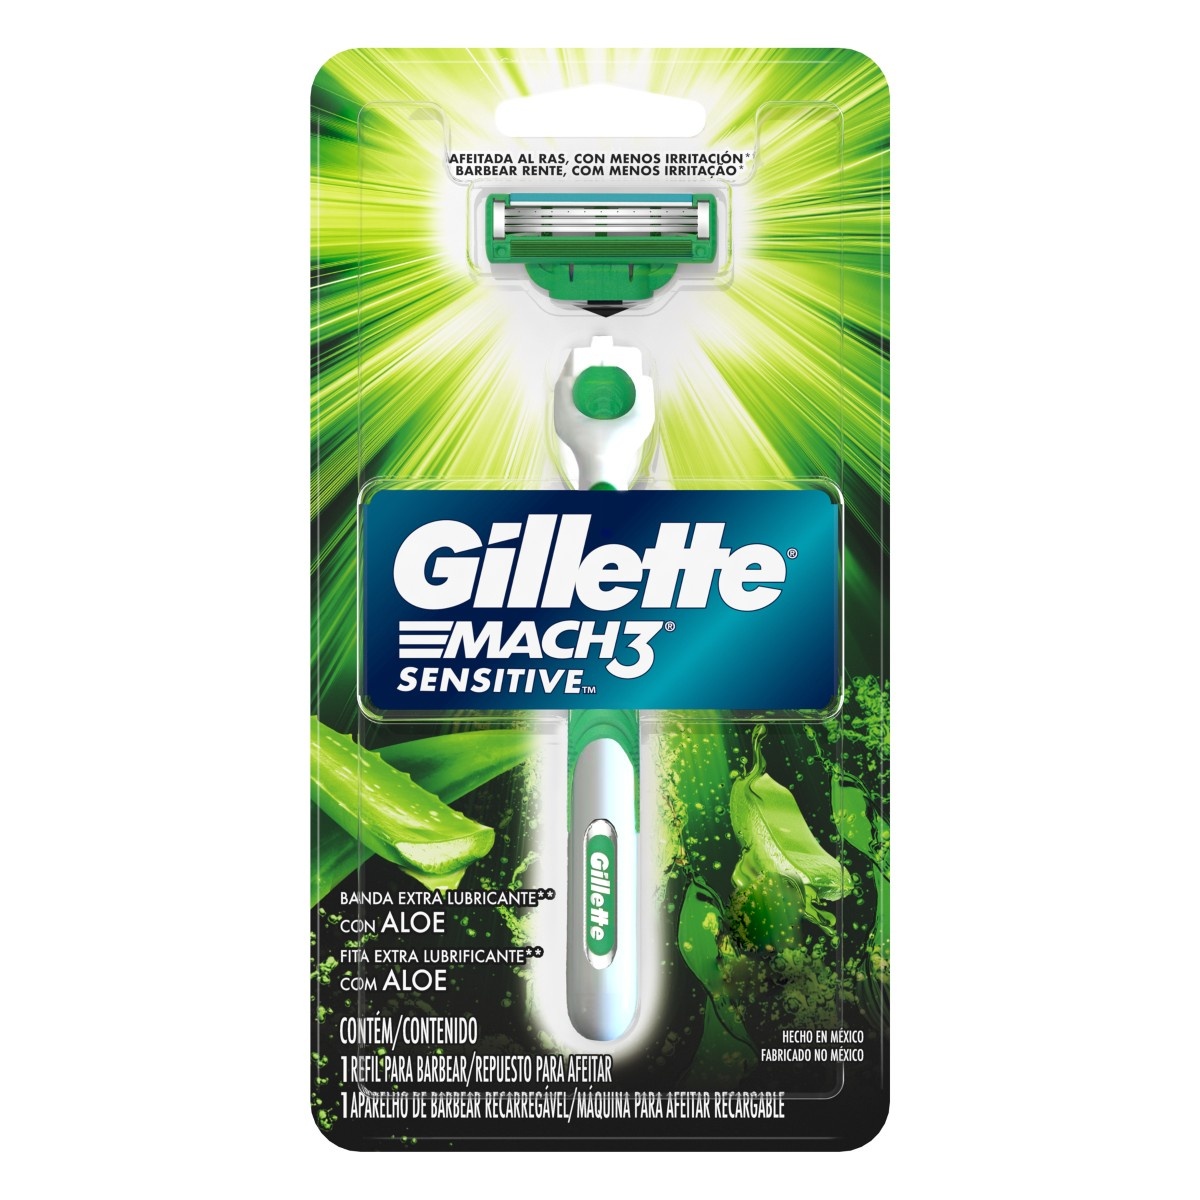 AFEITADA AL RAS, CON MENOS IRRITACIÓN*
BARBEAR RENTE, COM MENOS IRRITAÇÃO*
Gillette®
MACH3®
SENSITIVE™
Gillette
BANDA EXTRA LUBRICANTE**
CON ALOE
FITA EXTRA LUBRIFICANTE**
COM ALOE
CONTÉM/CONTENIDO
1 REFIL PARA BARBEAR/REPUESTO PARA AFEITAR
1 APARELHO DE BARBEAR RECARREGÁVEL/MÁQUINA PARA AFEITAR RECARGABLE
HECHO EN MÉXICO
FABRICADO NO MÉXICO